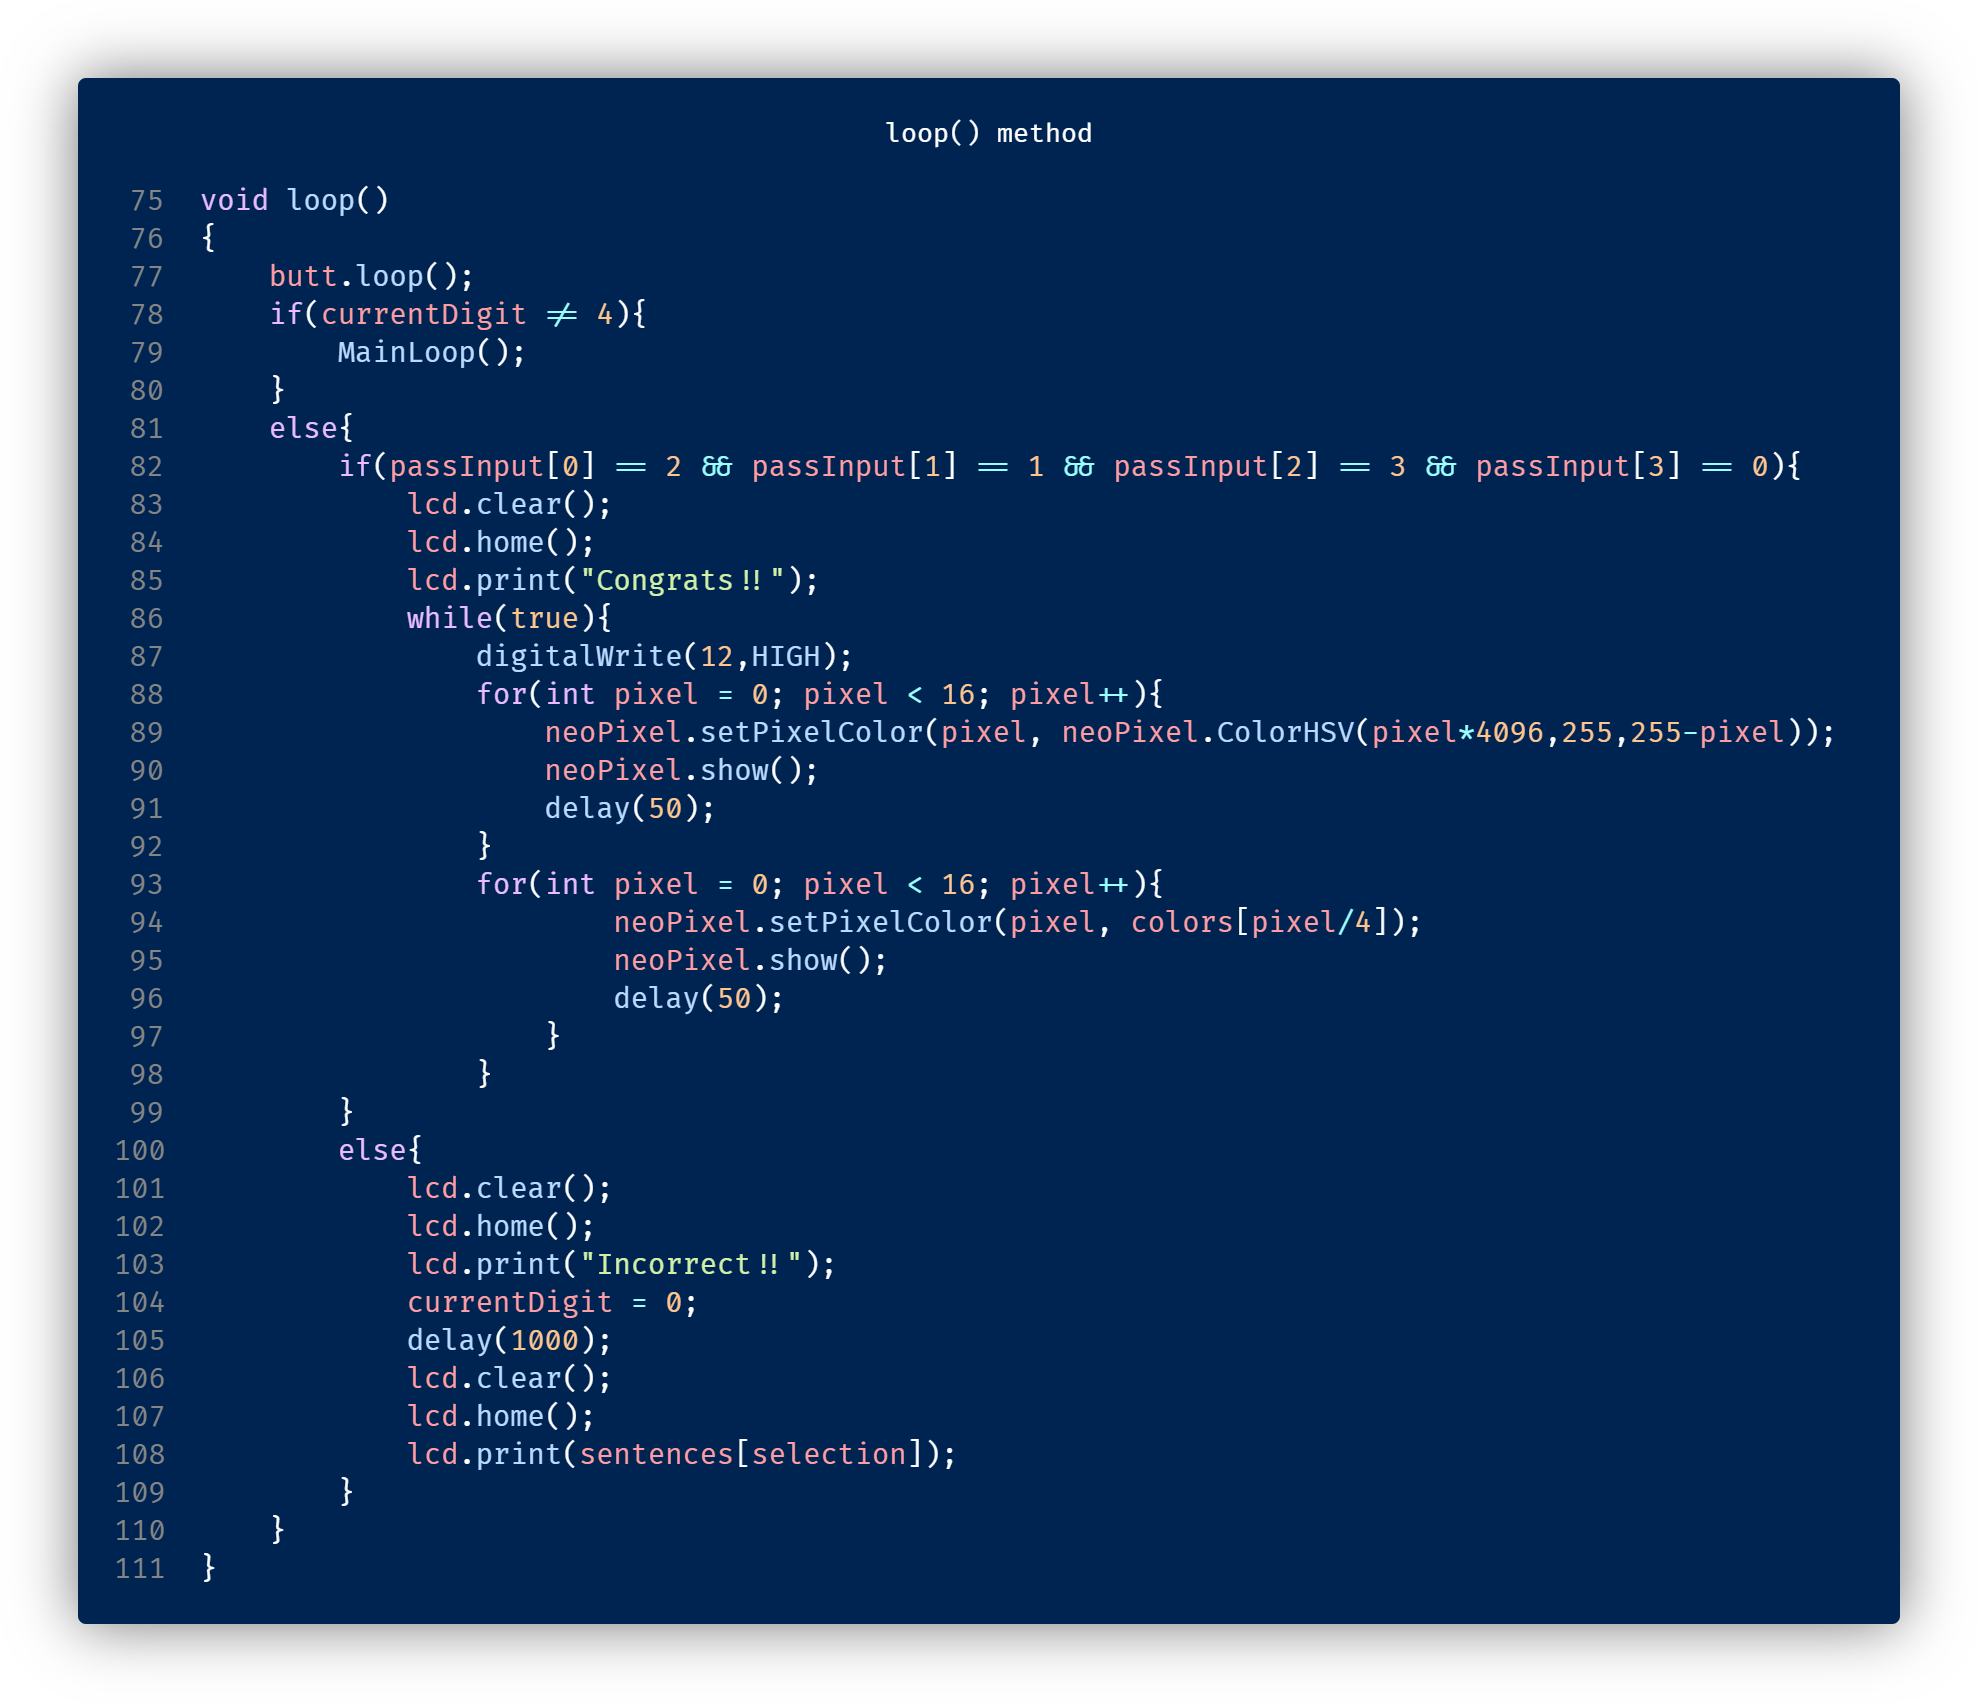 loop() method
75 void loop()
76 {
77     butt.loop();
78     if(currentDigit != 4){
79         MainLoop();
80     }
81     else{
82         if(passInput[0] == 2 && passInput[1] == 1 && passInput[2] == 3 && passInput[3] == 0){
83             lcd.clear();
84             lcd.home();
85             lcd.print("Congrats!!");
86             while(true){
87                 digitalWrite(12,HIGH);
88                 for(int pixel = 0; pixel < 16; pixel++){
89                     neoPixel.setPixelColor(pixel, neoPixel.ColorHSV(pixel*4096,255,255-pixel));
90                     neoPixel.show();
91                     delay(50);
92                 }
93                 for(int pixel = 0; pixel < 16; pixel++){
94                         neoPixel.setPixelColor(pixel, colors[pixel/4]);
95                         neoPixel.show();
96                         delay(50);
97                     }
98                 }
99         }
100         else{
101             lcd.clear();
102             lcd.home();
103             lcd.print("Incorrect!!");
104             currentDigit = 0;
105             delay(1000);
106             lcd.clear();
107             lcd.home();
108             lcd.print(sentences[selection]);
109         }
110     }
111 }